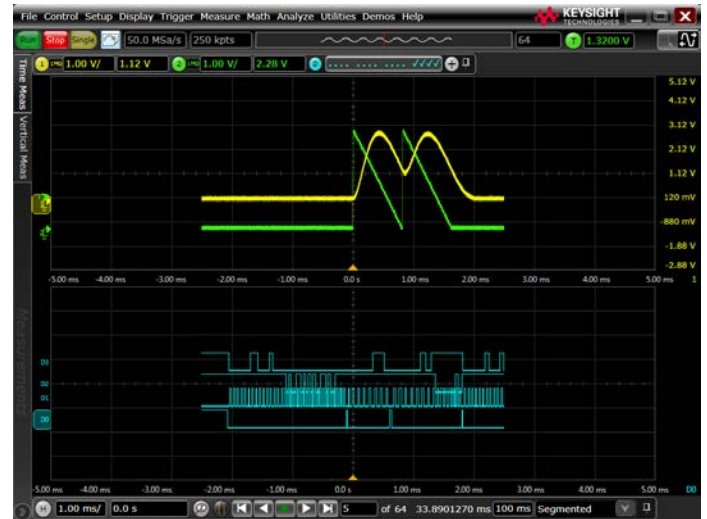 File Control Setup Display Trigger Measure Math Analyze Utilities Demos Help
KEYSIGHT
TECHNOLOGIES
Run Stop Single 50.0 MSa/s 250 kpts 64 T 1.3200 V
1 1.00 V/ 1.12 V 2 1.00 V/ 2.28 V
Time Meas
Vertical Meas
Measurements
5.12 V
4.12 V
3.12 V
2.12 V
1.12 V
120 mV
-880 mV
-1.88 V
-2.88 V
-5.00 ms -4.00 ms -3.00 ms -2.00 ms -1.00 ms 0.0 s 1.00 ms 2.00 ms 3.00 ms 4.00 ms 5.00 ms 1
D3
D2
D1
D0
-5.00 ms -4.00 ms -3.00 ms -2.00 ms -1.00 ms 0.0 s 1.00 ms 2.00 ms 3.00 ms 4.00 ms 5.00 ms D0
H 1.00 ms/ 0.0 s 5 of 64 33.8901270 ms 100 ms Segmented